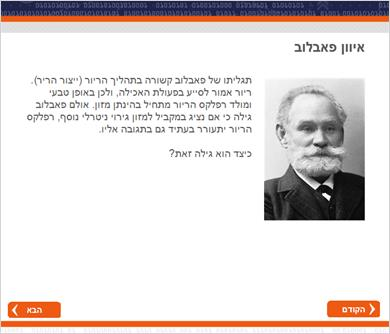 איוון פאבלוב
תגליתו של פאבלוב קשורה בתהליך הריור (ייצור הריר).
ריור אמור לסייע בפעולת האכילה, ולכן באופן טבעי
ומולד רפלקס הריור מתחיל בהינתן מזון. אולם פאבלוב
גילה כי אם נציג במקביל למזון גירוי ניטרלי נוסף, רפלקס
הריור יתעורר בעתיד גם בתגובה אליו.
כיצד הוא גילה זאת?
הקודם
הבא